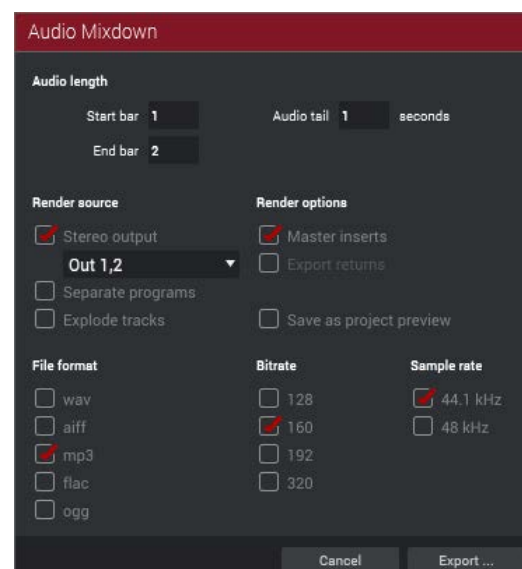 Audio Mixdown
Audio length
Start bar 1 Audio tail 1 seconds
End bar 2
Render source Render options
Stereo output Master inserts
Out 1,2 Export returns
Separate programs
Explode tracks Save as project preview
File format Bitrate Sample rate
wav 128 44.1 kHz
aiff 160 48 kHz
mp3 192
flac 320
ogg
Cancel Export ...